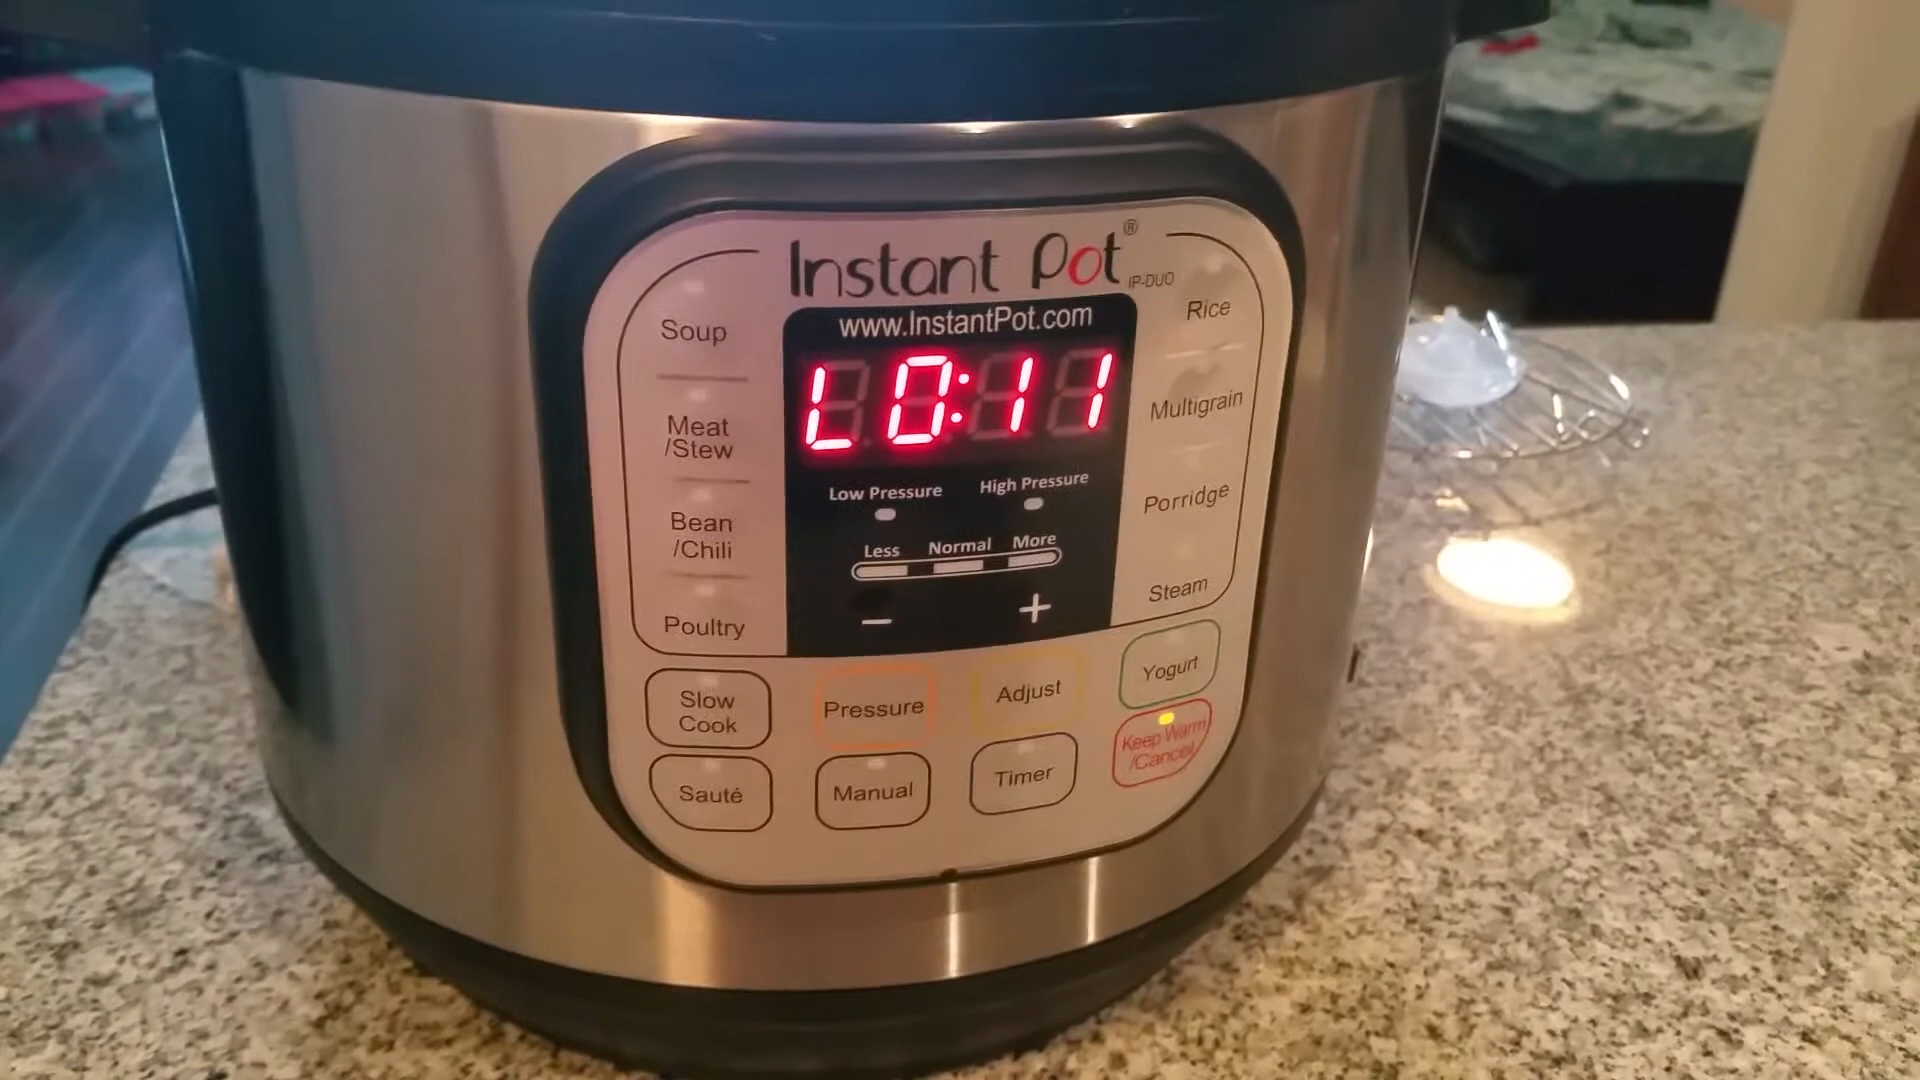 Instant Pot®
IP-DUO
www.InstantPot.com
L0:11
Low Pressure
High Pressure
Less
Normal
More
−
+
Soup
Meat
/Stew
Bean
/Chili
Poultry
Rice
Multigrain
Porridge
Steam
Slow
Cook
Pressure
Adjust
Yogurt
Sauté
Manual
Timer
Keep Warm
/Cancel